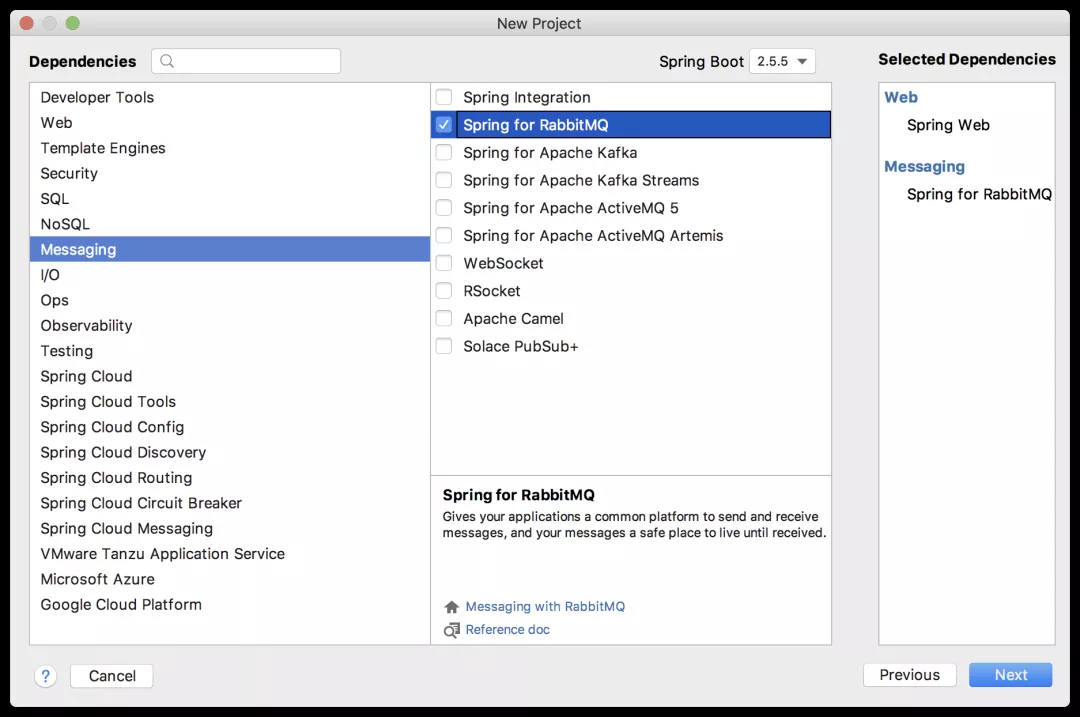 New Project
Dependencies
Spring Boot 2.5.5
Selected Dependencies
Developer Tools
Web
Template Engines
Security
SQL
NoSQL
Messaging
I/O
Ops
Observability
Testing
Spring Cloud
Spring Cloud Tools
Spring Cloud Config
Spring Cloud Discovery
Spring Cloud Routing
Spring Cloud Circuit Breaker
Spring Cloud Messaging
VMware Tanzu Application Service
Microsoft Azure
Google Cloud Platform
Spring Integration
Spring for RabbitMQ
Spring for Apache Kafka
Spring for Apache Kafka Streams
Spring for Apache ActiveMQ 5
Spring for Apache ActiveMQ Artemis
WebSocket
RSocket
Apache Camel
Solace PubSub+
Spring for RabbitMQ
Gives your applications a common platform to send and receive
messages, and your messages a safe place to live until received.
Messaging with RabbitMQ
Reference doc
Web
Spring Web
Messaging
Spring for RabbitMQ
?
Cancel
Previous
Next